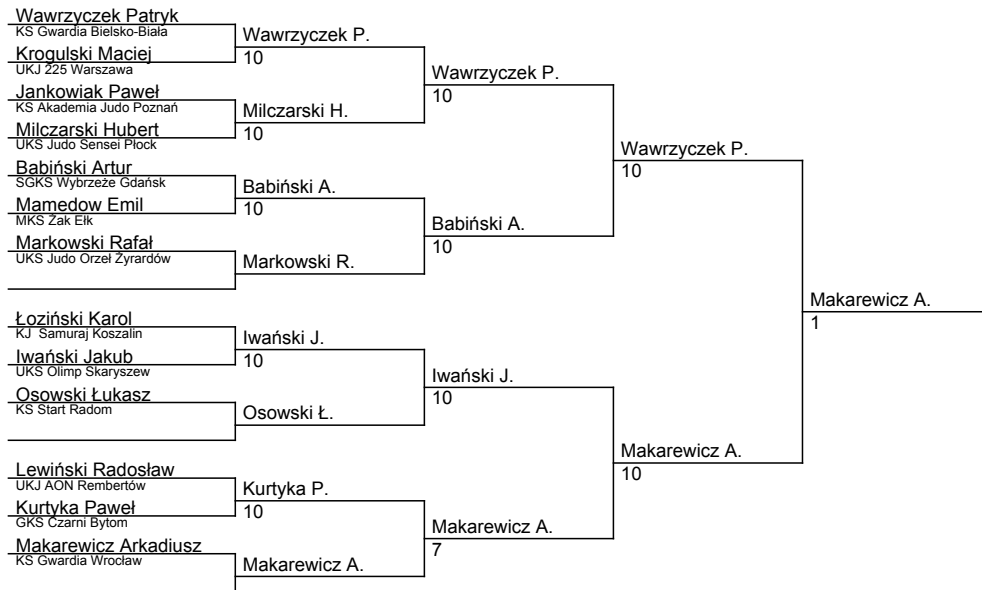 Wawrzyczek Patryk
KS Gwardia Bielsko-Biała
Krogulski Maciej
UKJ 225 Warszawa
Jankowiak Paweł
KS Akademia Judo Poznań
Milczarski Hubert
UKS Judo Sensei Płock
Babiński Artur
SGKS Wybrzeże Gdańsk
Mamedow Emil
MKS Żak Ełk
Markowski Rafał
UKS Judo Orzeł Żyrardów
Łoziński Karol
KJ Samuraj Koszalin
Iwański Jakub
UKS Olimp Skaryszew
Osowski Łukasz
KS Start Radom
Lewiński Radosław
UKJ AON Rembertów
Kurtyka Paweł
GKS Czarni Bytom
Makarewicz Arkadiusz
KS Gwardia Wrocław
Wawrzyczek P.
10
Milczarski H.
10
Babiński A.
10
Markowski R.
Iwański J.
10
Osowski Ł.
Kurtyka P.
10
Makarewicz A.
Wawrzyczek P.
10
Babiński A.
10
Iwański J.
10
Makarewicz A.
7
Wawrzyczek P.
10
Makarewicz A.
10
Makarewicz A.
1